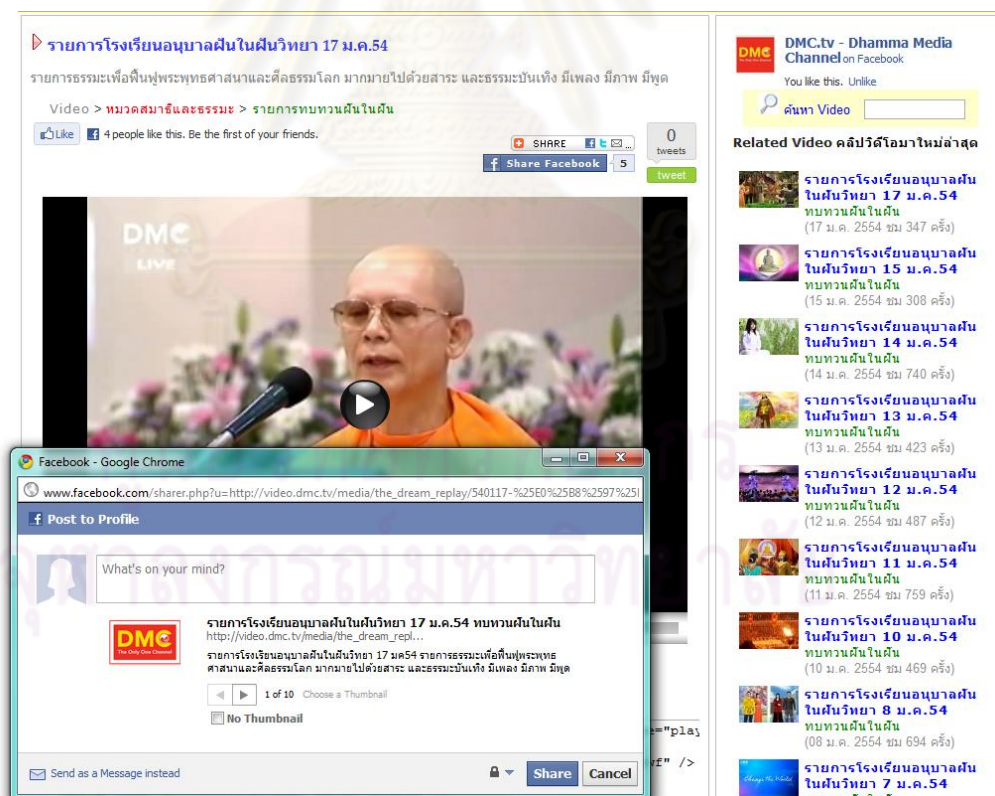 รายการโรงเรียนอนุบาลฝันในฝันวิทยา 17 ม.ค.54
รายการธรรมะเพื่อฟื้นฟูพระพุทธศาสนาและศีลธรรมโลก มากมายไปด้วยสาระ และธรรมะบันเทิง มีเพลง มีภาพ มีพูด
Video > หมวดสมาธิและธรรมะ > รายการทบทวนฝันในฝัน
Like 4 people like this. Be the first of your friends.
SHARE ...
0
tweets
Share Facebook 5
tweet
DMC
LIVE
Facebook - Google Chrome
www.facebook.com/sharer.php?u=http://video.dmc.tv/media/the_dream_replay/540117-%25E0%25B8%2597%25
Post to Profile
What's on your mind?
DMC
The Only One Channel
รายการโรงเรียนอนุบาลฝันในฝันวิทยา 17 ม.ค.54 ทบทวนฝันในฝัน
http://video.dmc.tv/media/the_dream_repl...
รายการโรงเรียนอนุบาลฝันในฝันวิทยา 17 มค54 รายการธรรมะเพื่อฟื้นฟูพระพุทธ
ศาสนาและศีลธรรมโลก มากมายไปด้วยสาระ และธรรมะบันเทิง มีเพลง มีภาพ มีพูด
1 of 10 Choose a Thumbnail
No Thumbnail
Send as a Message instead
Share Cancel
="play
vf" />
จุฬาลงกรณ์มหาวิทยาลัย
DMC
DMC.tv - Dhamma Media
Channel on Facebook
You like this. Unlike
ค้นหา Video
Related Video คลิปวิดีโอมาใหม่ล่าสุด
รายการโรงเรียนอนุบาลฝัน
ในฝันวิทยา 17 ม.ค.54
ทบทวนฝันในฝัน
(17 ม.ค. 2554 ชม 347 ครั้ง)
รายการโรงเรียนอนุบาลฝัน
ในฝันวิทยา 15 ม.ค.54
ทบทวนฝันในฝัน
(15 ม.ค. 2554 ชม 308 ครั้ง)
รายการโรงเรียนอนุบาลฝัน
ในฝันวิทยา 14 ม.ค.54
ทบทวนฝันในฝัน
(14 ม.ค. 2554 ชม 740 ครั้ง)
รายการโรงเรียนอนุบาลฝัน
ในฝันวิทยา 13 ม.ค.54
ทบทวนฝันในฝัน
(13 ม.ค. 2554 ชม 423 ครั้ง)
รายการโรงเรียนอนุบาลฝัน
ในฝันวิทยา 12 ม.ค.54
ทบทวนฝันในฝัน
(12 ม.ค. 2554 ชม 487 ครั้ง)
รายการโรงเรียนอนุบาลฝัน
ในฝันวิทยา 11 ม.ค.54
ทบทวนฝันในฝัน
(11 ม.ค. 2554 ชม 759 ครั้ง)
รายการโรงเรียนอนุบาลฝัน
ในฝันวิทยา 10 ม.ค.54
ทบทวนฝันในฝัน
(10 ม.ค. 2554 ชม 469 ครั้ง)
รายการโรงเรียนอนุบาลฝัน
ในฝันวิทยา 8 ม.ค.54
ทบทวนฝันในฝัน
(08 ม.ค. 2554 ชม 694 ครั้ง)
Change the World
รายการโรงเรียนอนุบาลฝัน
ในฝันวิทยา 7 ม.ค.54